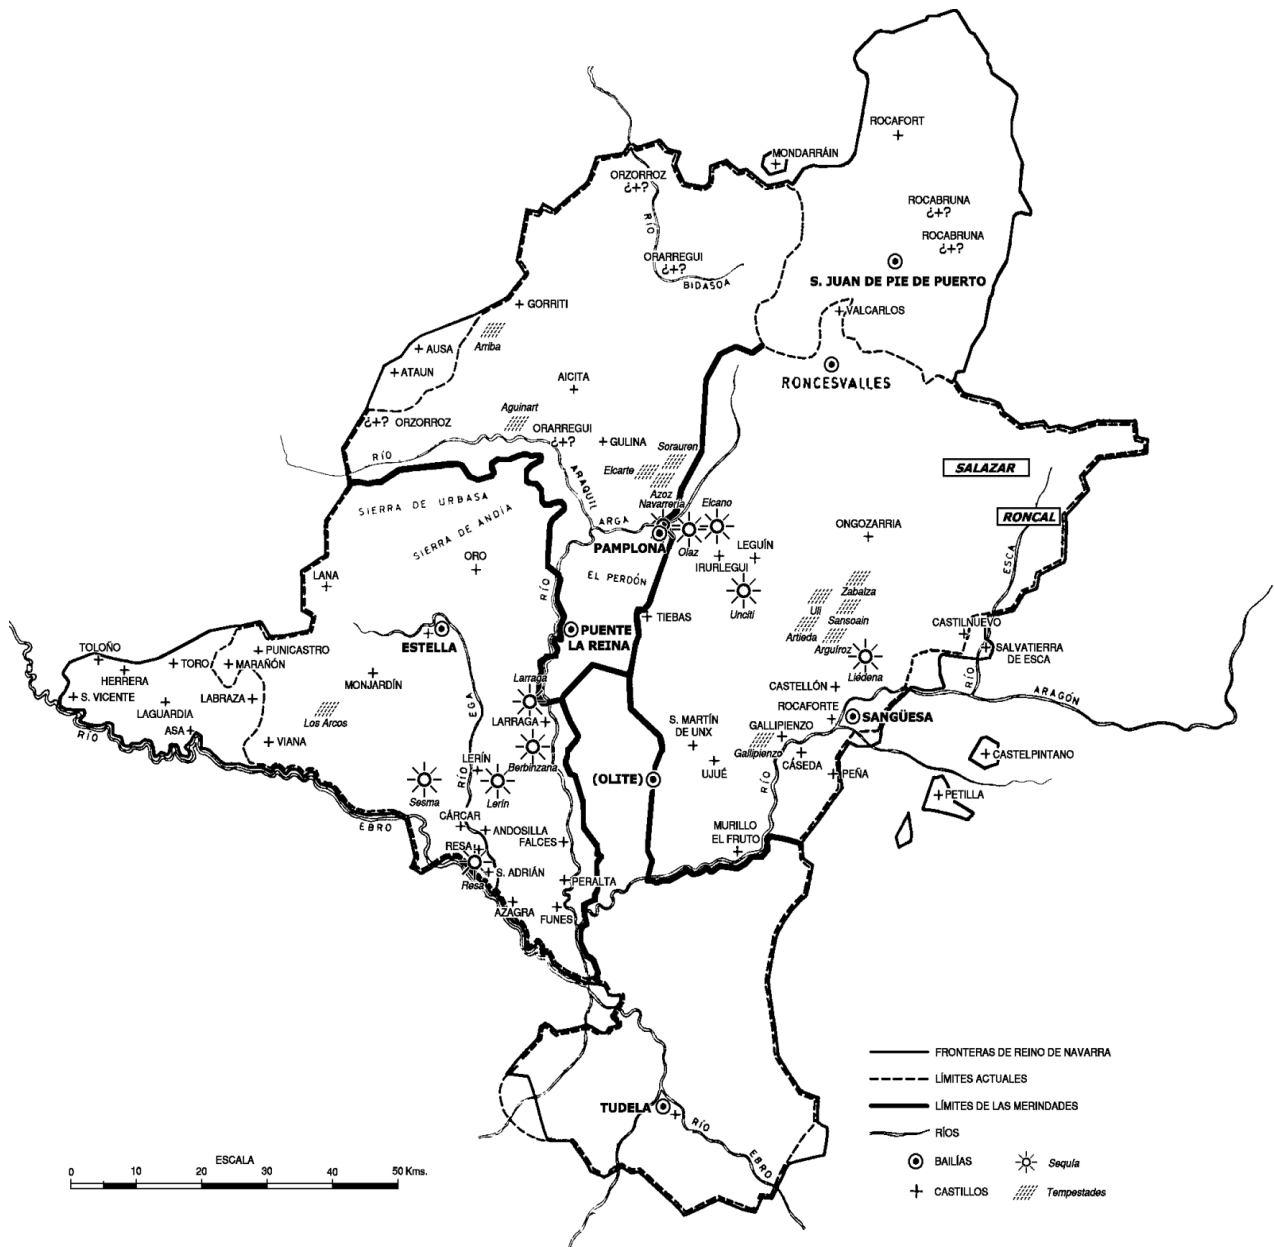 ROCAFORT
MONDARRÁIN
ORZORROZ
¿+?
ROCABRUNA
¿+?
RÍO
ROCABRUNA
¿+?
ORARREGUI
¿+?
BIDASOA
S. JUAN DE PIE DE PUERTO
GORRITI
VALCARLOS
Arriba
AUSA
ATAUN
AICITA
RONCESVALLES
Aguinart
¿+? ORZORROZ
ORARREGUI
¿+?
GULINA
Sorauren
RÍO
Elcarte
SALAZAR
ARAQUIL
Azoz
Navarrería
Elcano
SIERRA DE URBASA
SIERRA DE ANDIA
ARGA
RONCAL
ONGOZARRIA
PAMPLONA
Olaz
LEGUÍN
IRURLEGUI
ORO
EL PERDÓN
ESCA
LANA
RÍO
Unciti
Zabalza
Uli
Sansoain
TIEBAS
Artieda
Arguíroz
CASTILNUEVO
ESTELLA
PUENTE
LA REINA
PUNICASTRO
TOLOÑO
SALVATIERRA
DE ESCA
TORO
MARAÑÓN
HERRERA
Liédena
RÍO
MONJARDÍN
Larraga
CASTELLÓN
ARAGÓN
S. VICENTE
LABRAZA
LAGUARDIA
EGA
ROCAFORTE
SANGÜESA
Los Arcos
LARRAGA
S. MARTÍN
DE UNX
GALLIPIENZO
RÍO
ASA
VIANA
Gallipienzo
CASTELPINTANO
LERÍN
Berbinzana
UJUÉ
CÁSEDA
PEÑA
RÍO
(OLITE)
RÍO
Sesma
Lerín
PETILLA
EBRO
CÁRCAR
ANDOSILLA
FALCES
MURILLO
EL FRUTO
RESA
S. ADRIÁN
Resa
PERALTA
AZAGRA
FUNES
FRONTERAS DE REINO DE NAVARRA
LÍMITES ACTUALES
TUDELA
LÍMITES DE LAS MERINDADES
RÍO
RÍOS
EBRO
ESCALA
BAILÍAS
Sequía
0 10 20 30 40 50 Kms.
CASTILLOS
Tempestades